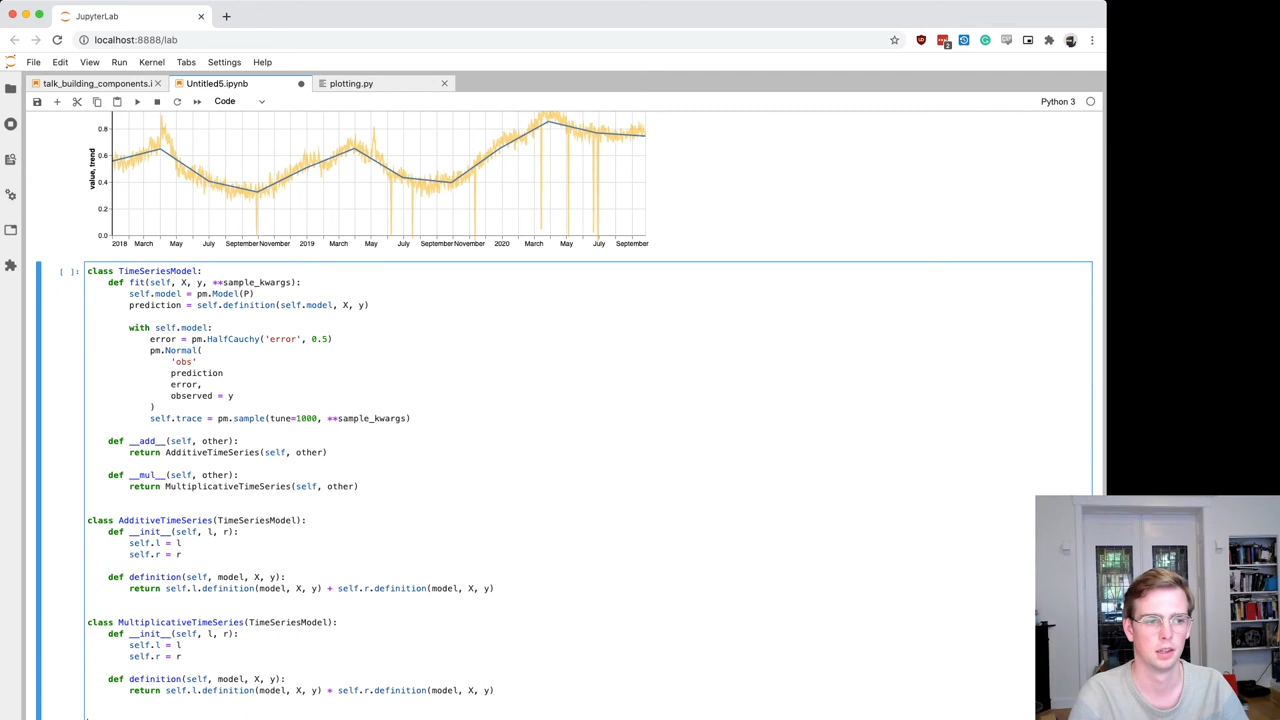 JupyterLab
localhost:8888/lab
2
File Edit View Run Kernel Tabs Settings Help
talk_building_components.i Untitled5.ipynb plotting.py
Code Python 3
value, trend
0.8
0.6
0.4
0.2
0.0
2018 March May July September November 2019 March May July September November 2020 March May July September
[ ]:
class TimeSeriesModel:
    def fit(self, X, y, **sample_kwargs):
        self.model = pm.Model(P)
        prediction = self.definition(self.model, X, y)
        with self.model:
            error = pm.HalfCauchy('error', 0.5)
            pm.Normal(
                'obs'
                prediction
                error,
                observed = y
            )
            self.trace = pm.sample(tune=1000, **sample_kwargs)
    def __add__(self, other):
        return AdditiveTimeSeries(self, other)
    def __mul__(self, other):
        return MultiplicativeTimeSeries(self, other)
class AdditiveTimeSeries(TimeSeriesModel):
    def __init__(self, l, r):
        self.l = l
        self.r = r
    def definition(self, model, X, y):
        return self.l.definition(model, X, y) + self.r.definition(model, X, y)
class MultiplicativeTimeSeries(TimeSeriesModel):
    def __init__(self, l, r):
        self.l = l
        self.r = r
    def definition(self, model, X, y):
        return self.l.definition(model, X, y) * self.r.definition(model, X, y)